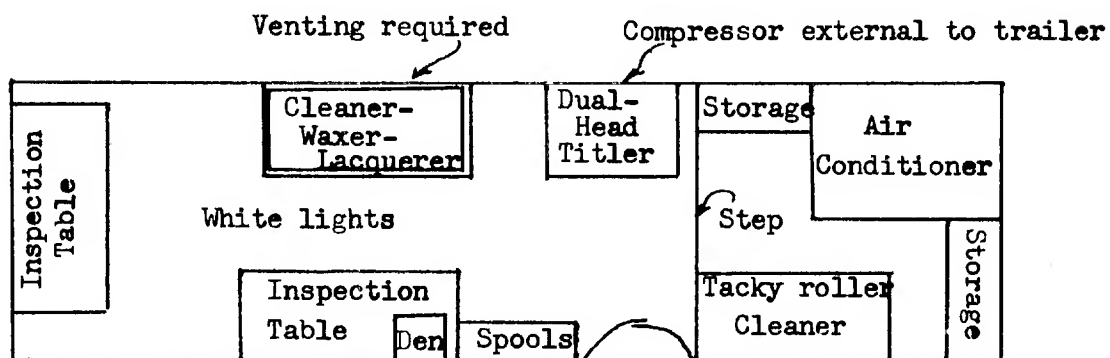 Venting required
Compressor external to trailer
Cleaner-
Waxer-
Lacquerer
Dual-
Head
Titler
Storage
Air
Conditioner
Inspection
Table
White lights
Step
Storage
Inspection
Table
Den
Spools
Tacky roller
Cleaner